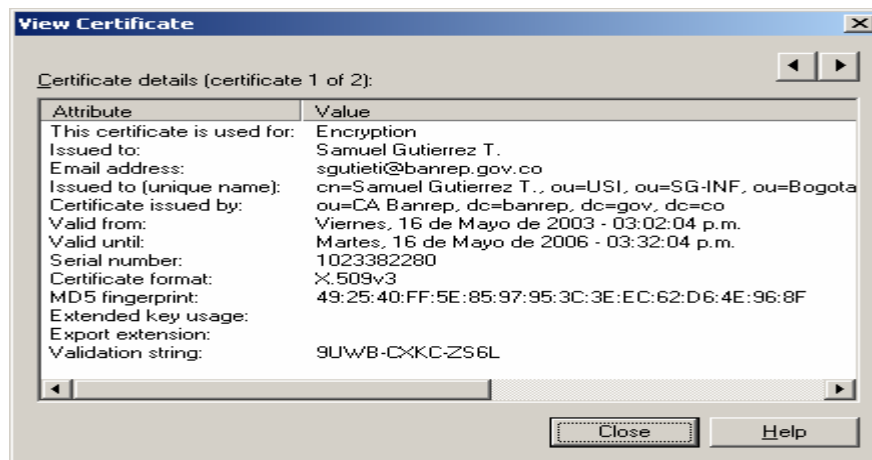 View Certificate
Certificate details (certificate 1 of 2):
Attribute Value
This certificate is used for: Encryption
Issued to: Samuel Gutierrez T.
Email address: sgutieti@banrep.gov.co
Issued to (unique name): cn=Samuel Gutierrez T., ou=USI, ou=SG-INF, ou=Bogota
Certificate issued by: ou=CA Banrep, dc=banrep, dc=gov, dc=co
Valid from: Viernes, 16 de Mayo de 2003 - 03:02:04 p.m.
Valid until: Martes, 16 de Mayo de 2006 - 03:32:04 p.m.
Serial number: 1023382280
Certificate format: X.509v3
MD5 fingerprint: 49:25:40:FF:5E:85:97:95:3C:3E:EC:62:D6:4E:96:8F
Extended key usage:
Export extension:
Validation string: 9UWB-CXKC-ZS6L
Close Help